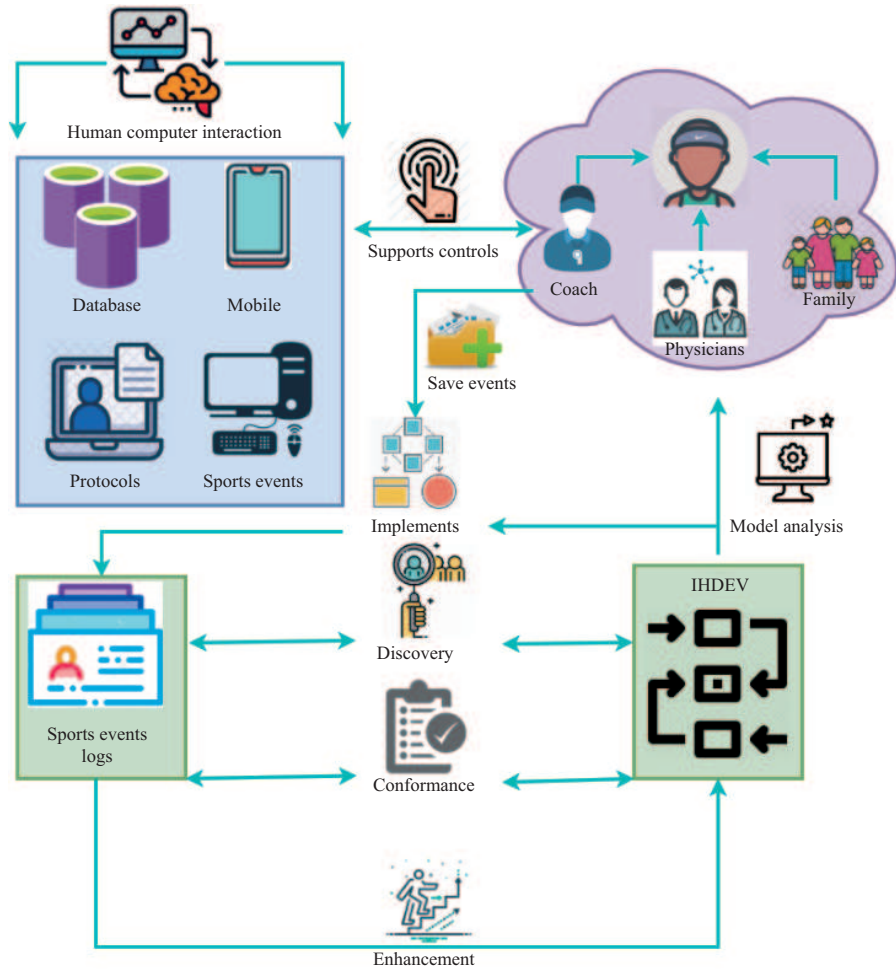 Human computer interaction
Database
Mobile
Protocols
Sports events
Supports controls
Coach
Physicians
Family
Save events
Implements
Model analysis
IHDEV
Discovery
Sports events
logs
Conformance
Enhancement